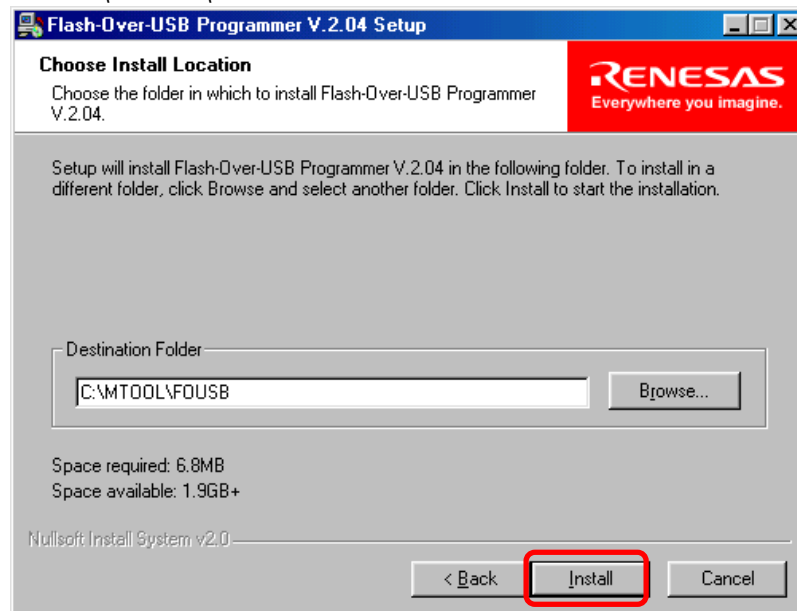 Flash-Over-USB Programmer V.2.04 Setup
Choose Install Location
Choose the folder in which to install Flash-Over-USB Programmer
V.2.04.
RENESAS
Everywhere you imagine.
Setup will install Flash-Over-USB Programmer V.2.04 in the following folder. To install in a
different folder, click Browse and select another folder. Click Install to start the installation.
Destination Folder
C:\MTOOL\FOUSB
Browse...
Space required: 6.8MB
Space available: 1.9GB+
Nullsoft Install System v2.0
< Back
Install
Cancel